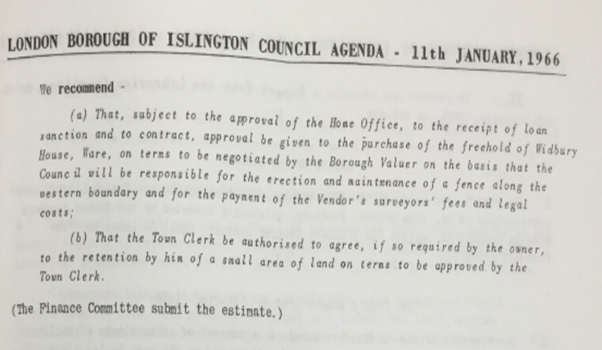 LONDON BOROUGH OF ISLINGTON COUNCIL AGENDA - 11th JANUARY, 1966
We recommend -
(a) That, subject to the approval of the Home Office, to the receipt of loan
sanction and to contract, approval be given to the purchase of the freehold of Widbury
House, Ware, on terms to be negotiated by the Borough Valuer on the basis that the
Council will be responsible for the erection and maintenance of a fence along the
western boundary and for the payment of the Vendor's surveyors' fees and legal
costs;
(b) That the Town Clerk be authorised to agree, if so required by the owner,
to the retention by him of a small area of land on terms to be approved by the
Town Clerk.
(The Finance Committee submit the estimate.)